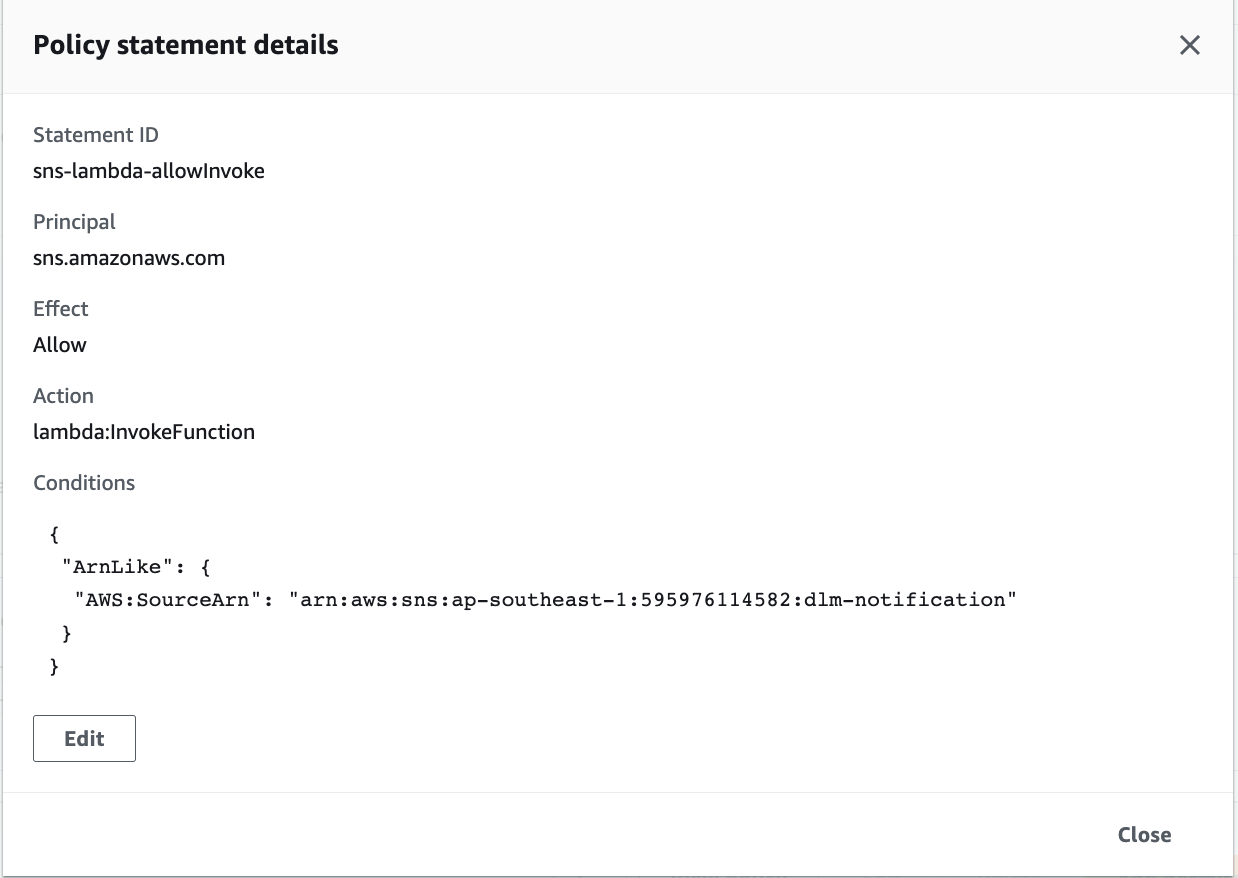 Policy statement details
Statement ID
sns-lambda-allowInvoke
Principal
sns.amazonaws.com
Effect
Allow
Action
lambda:InvokeFunction
Conditions
{
"ArnLike": {
"AWS:SourceArn": "arn:aws:sns:ap-southeast-1:595976114582:dlm-notification"
}
}
Edit
Close